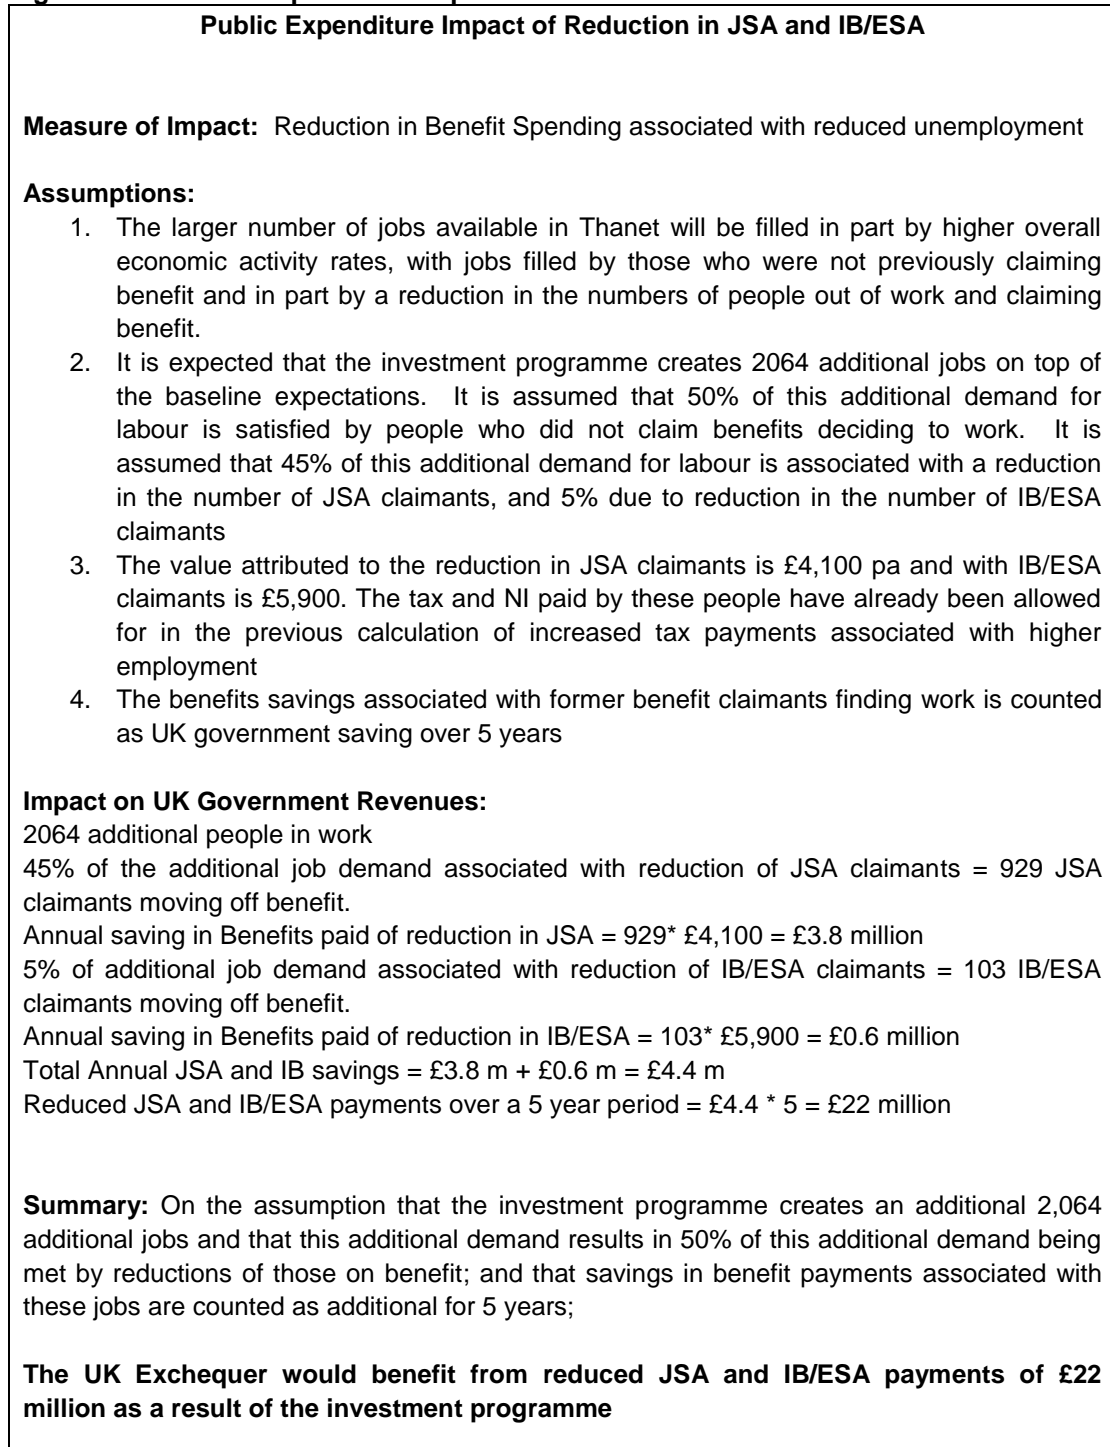 Public Expenditure Impact of Reduction in JSA and IB/ESA
Measure of Impact: Reduction in Benefit Spending associated with reduced unemployment
Assumptions:
1. The larger number of jobs available in Thanet will be filled in part by higher overall
economic activity rates, with jobs filled by those who were not previously claiming
benefit and in part by a reduction in the numbers of people out of work and claiming
benefit.
2. It is expected that the investment programme creates 2064 additional jobs on top of
the baseline expectations. It is assumed that 50% of this additional demand for
labour is satisfied by people who did not claim benefits deciding to work. It is
assumed that 45% of this additional demand for labour is associated with a reduction
in the number of JSA claimants, and 5% due to reduction in the number of IB/ESA
claimants
3. The value attributed to the reduction in JSA claimants is £4,100 pa and with IB/ESA
claimants is £5,900. The tax and NI paid by these people have already been allowed
for in the previous calculation of increased tax payments associated with higher
employment
4. The benefits savings associated with former benefit claimants finding work is counted
as UK government saving over 5 years
Impact on UK Government Revenues:
2064 additional people in work
45% of the additional job demand associated with reduction of JSA claimants = 929 JSA
claimants moving off benefit.
Annual saving in Benefits paid of reduction in JSA = 929* £4,100 = £3.8 million
5% of additional job demand associated with reduction of IB/ESA claimants = 103 IB/ESA
claimants moving off benefit.
Annual saving in Benefits paid of reduction in IB/ESA = 103* £5,900 = £0.6 million
Total Annual JSA and IB savings = £3.8 m + £0.6 m = £4.4 m
Reduced JSA and IB/ESA payments over a 5 year period = £4.4 * 5 = £22 million
Summary: On the assumption that the investment programme creates an additional 2,064
additional jobs and that this additional demand results in 50% of this additional demand being
met by reductions of those on benefit; and that savings in benefit payments associated with
these jobs are counted as additional for 5 years;
The UK Exchequer would benefit from reduced JSA and IB/ESA payments of £22
million as a result of the investment programme